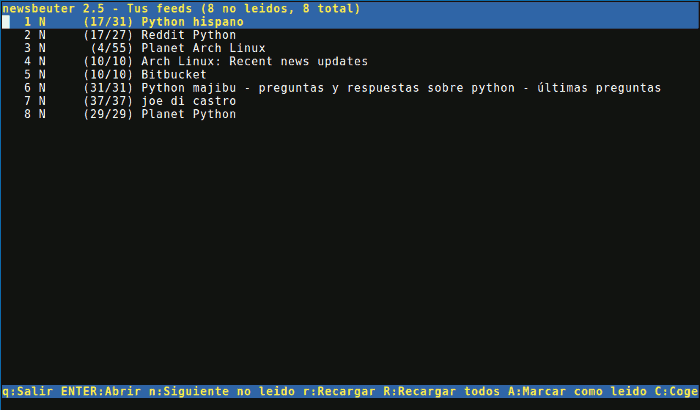 newsbeuter 2.5 - Tus feeds (8 no leidos, 8 total)
1 N (17/31) Python hispano
2 N (17/27) Reddit Python
3 N (4/55) Planet Arch Linux
4 N (10/10) Arch Linux: Recent news updates
5 N (10/10) Bitbucket
6 N (31/31) Python majibu - preguntas y respuestas sobre python - últimas preguntas
7 N (37/37) joe di castro
8 N (29/29) Planet Python
q:Salir ENTER:Abrir n:Siguiente no leido r:Recargar R:Recargar todos A:Marcar como leido C:Coge